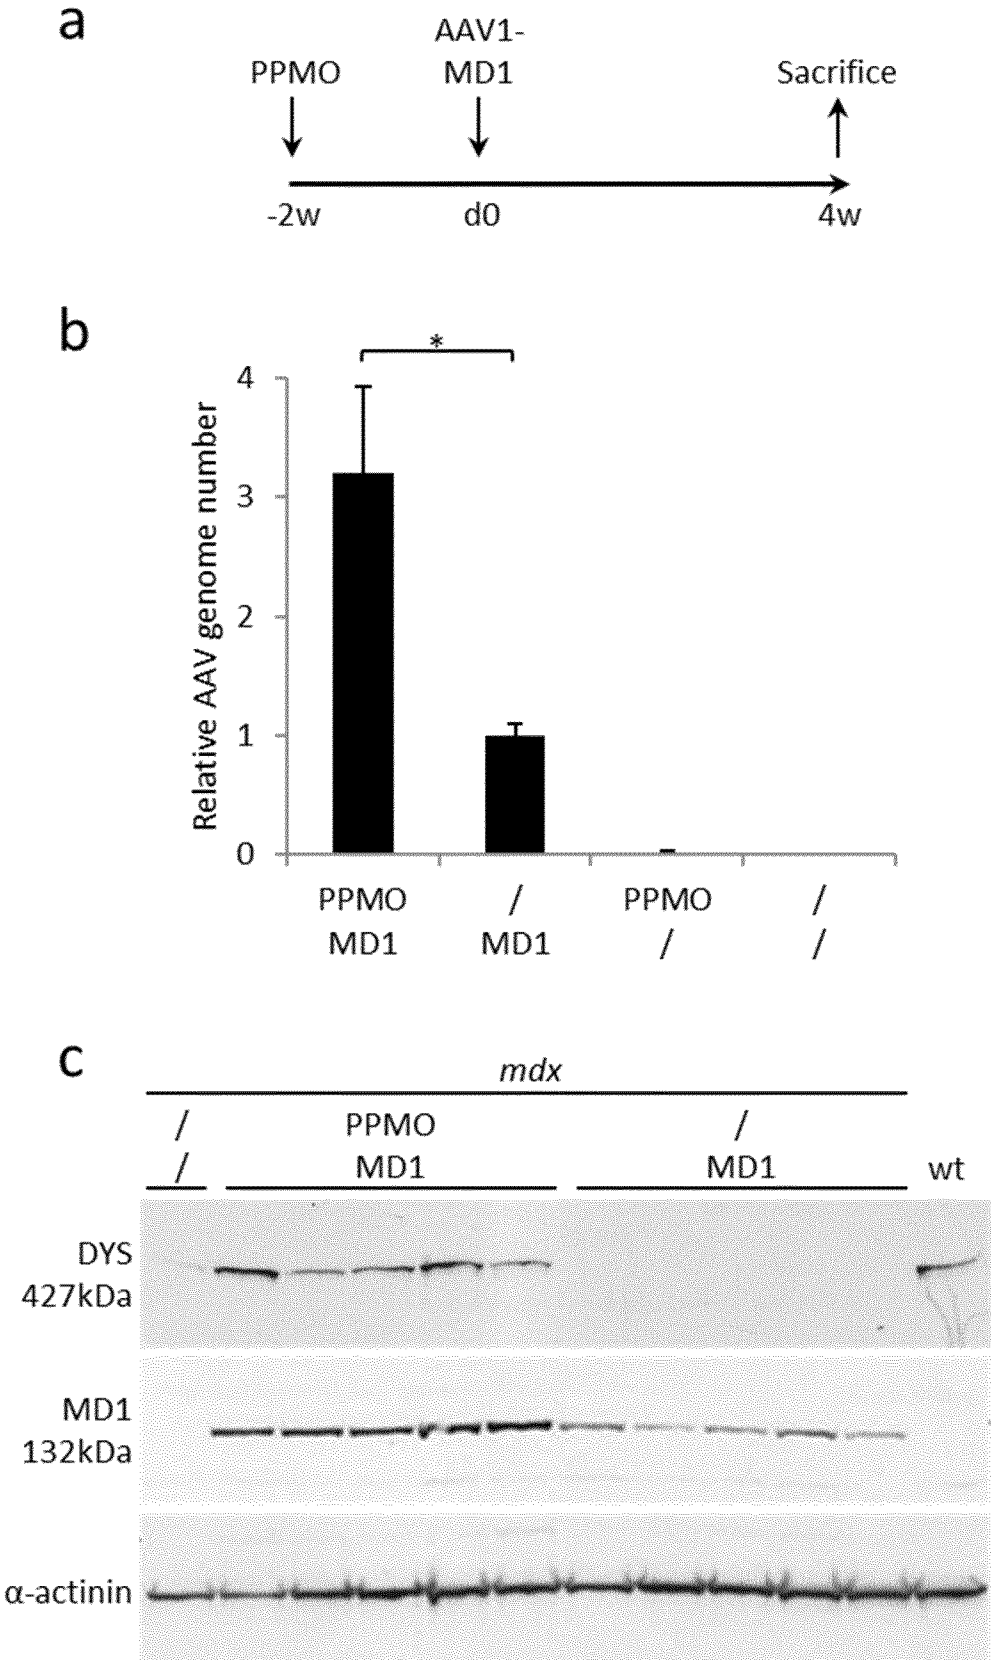 a
AAV1-
PPMO MD1 Sacrifice
-2w d0 4w
b
*
Relative AAV genome number
4
3
2
1
0
PPMO / PPMO /
MD1 MD1 / /
c
mdx
/ PPMO /
/ MD1 MD1 wt
DYS
427kDa
MD1
132kDa
α-actinin